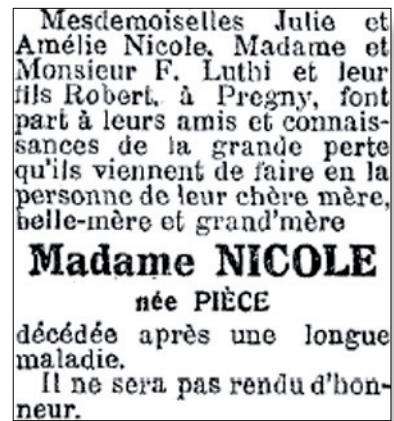 Mesdemoiselles Julie et
Amélie Nicole, Madame et
Monsieur F. Luthi et leur
fils Robert, à Pregny, font
part à leurs amis et connais-
sances de la grande perte
qu'ils viennent de faire en la
personne de leur chère mère,
belle-mère et grand'mère
Madame NICOLE
née PIÈCE
décédée après une longue
maladie.
Il ne sera pas rendu d'hon-
neur.